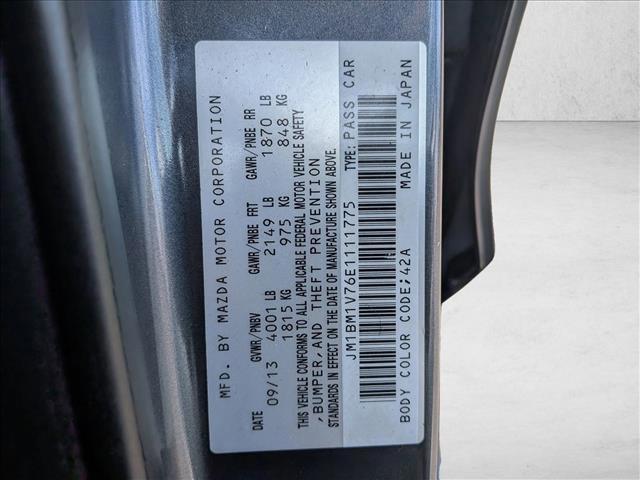 MFD. BY MAZDA MOTOR CORPORATION
DATE GVWR/PNBV GAWR/PNBE FRT GAWR/PNBE RR
09/13 4001 LB 2149 LB 1870 LB
1815 KG 975 KG 848 KG
THIS VEHICLE CONFORMS TO ALL APPLICABLE FEDERAL MOTOR VEHICLE SAFETY
,BUMPER,AND THEFT PREVENTION
STANDARDS IN EFFECT ON THE DATE OF MANUFACTURE SHOWN ABOVE.
JM1BM1V76E1111775 TYPE: PASS CAR
BODY COLOR CODE;42A MADE IN JAPAN